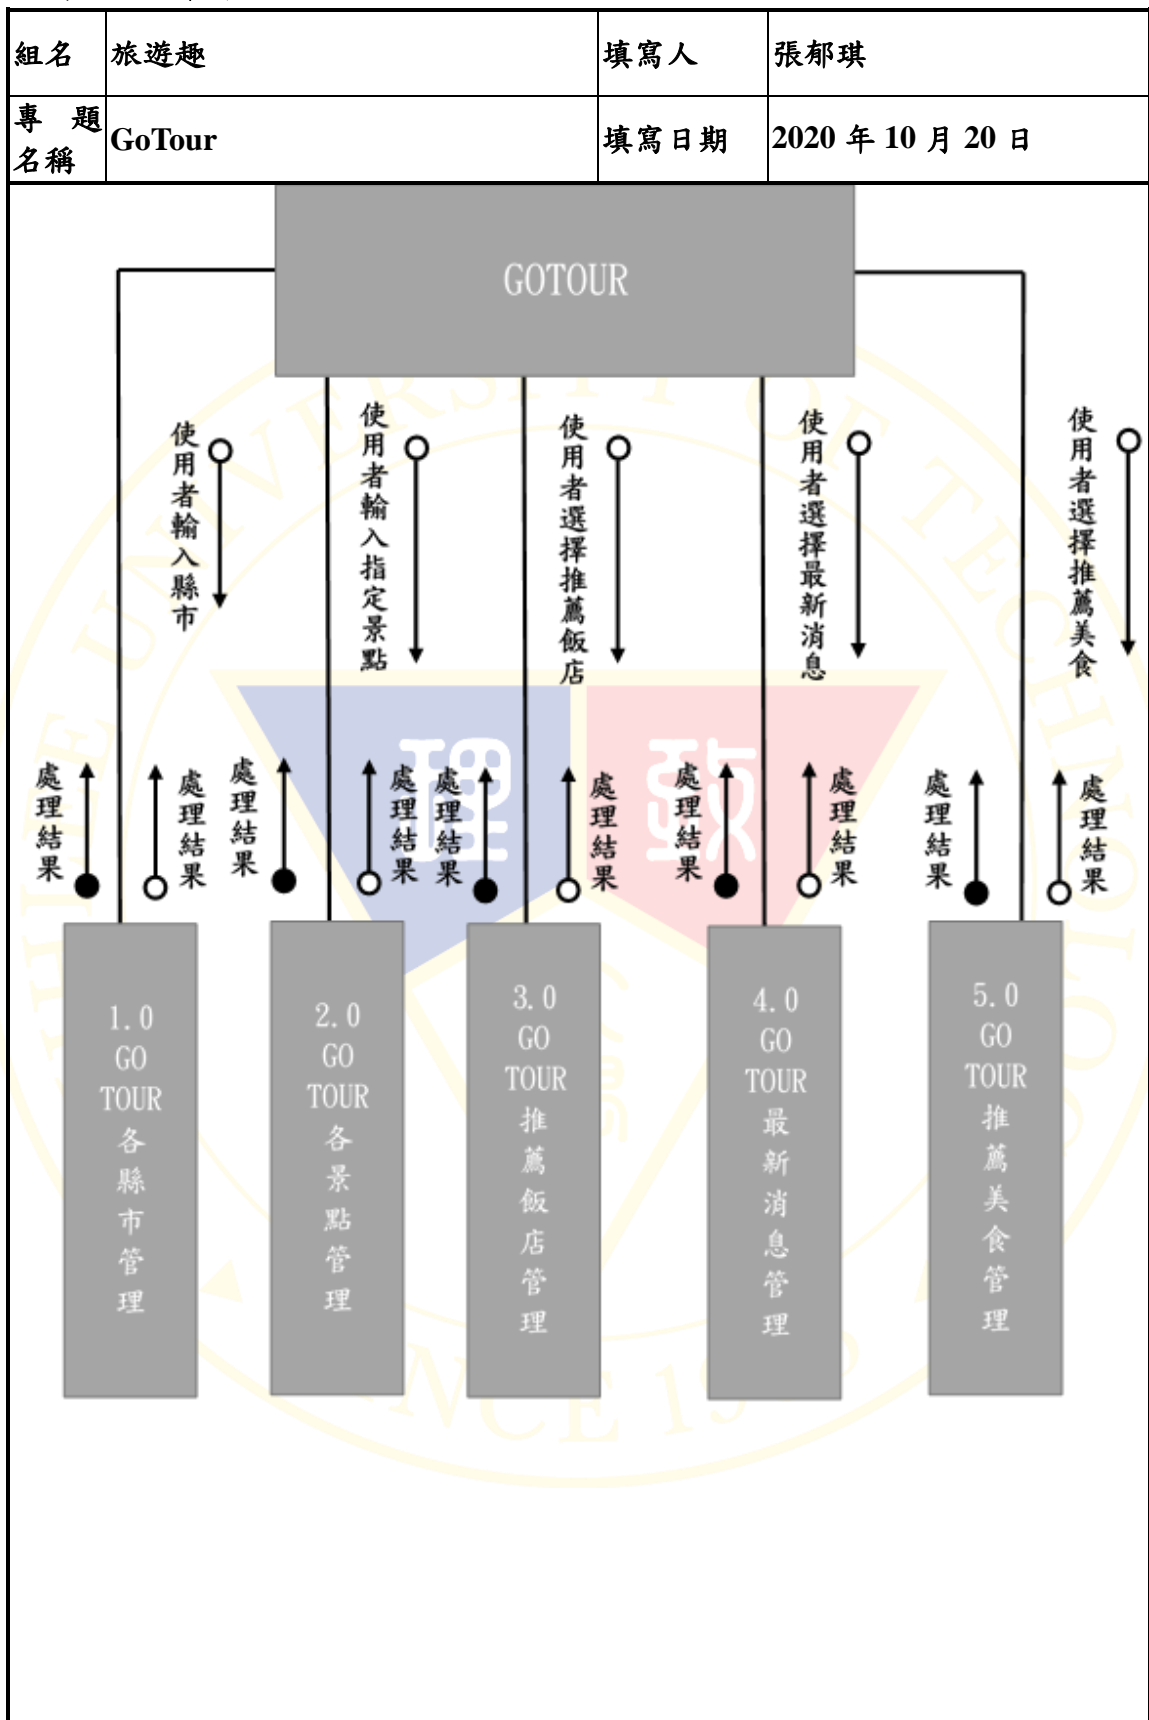 組名 旅遊趣 填寫人 張郁琪
專題名稱 GoTour 填寫日期 2020 年 10 月 20 日
GOTOUR
使用者輸入縣市
使用者輸入指定景點
使用者選擇推薦飯店
使用者選擇最新消息
使用者選擇推薦美食
處理結果
處理結果
處理結果
處理結果
處理結果
處理結果
處理結果
處理結果
處理結果
處理結果
1.0
GO
TOUR
各縣市管理
2.0
GO
TOUR
各景點管理
3.0
GO
TOUR
推薦飯店管理
4.0
GO
TOUR
最新消息管理
5.0
GO
TOUR
推薦美食管理
理 致
UNIVERSITY OF TECHNOLOG